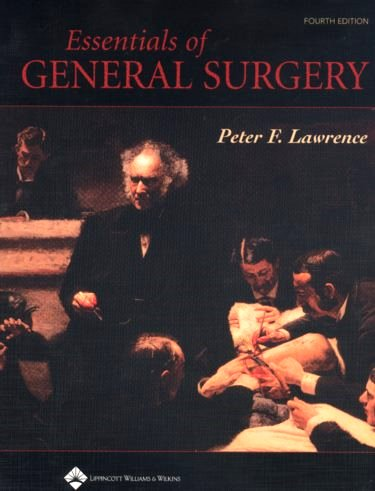 FOURTH EDITION
Essentials of
GENERAL SURGERY
Peter F. Lawrence
LIPPINCOTT WILLIAMS & WILKINS